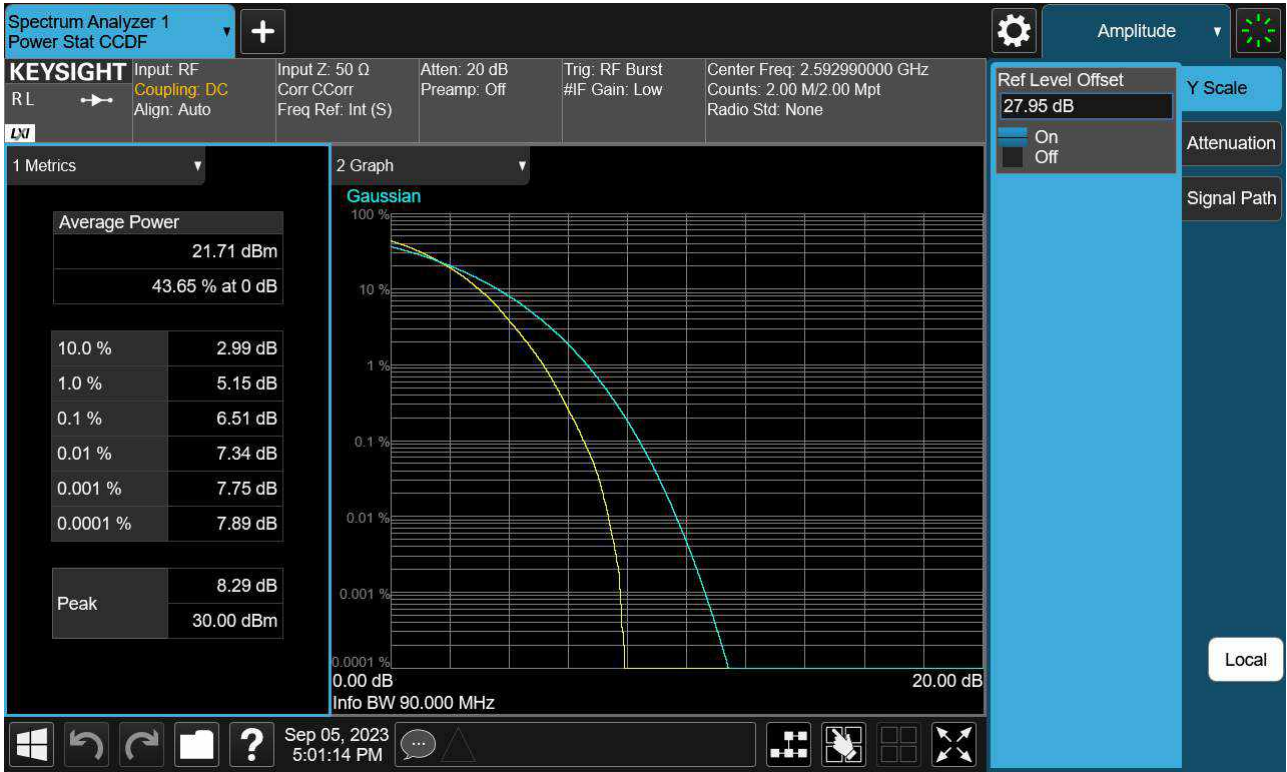 Spectrum Analyzer 1
Power Stat CCDF
Amplitude
KEYSIGHT
RL
LXI
Input: RF
Coupling: DC
Align: Auto
Input Z: 50 Ω
Corr CCorr
Freq Ref: Int (S)
Atten: 20 dB
Preamp: Off
Trig: RF Burst
#IF Gain: Low
Center Freq: 2.592990000 GHz
Counts: 2.00 M/2.00 Mpt
Radio Std: None
Ref Level Offset
27.95 dB
On
Off
Y Scale
Attenuation
Signal Path
Local
1 Metrics
Average Power
21.71 dBm
43.65 % at 0 dB
10.0 % 2.99 dB
1.0 % 5.15 dB
0.1 % 6.51 dB
0.01 % 7.34 dB
0.001 % 7.75 dB
0.0001 % 7.89 dB
Peak
8.29 dB
30.00 dBm
2 Graph
Gaussian
100 %
10 %
1 %
0.1 %
0.01 %
0.001 %
0.0001 %
0.00 dB 20.00 dB
Info BW 90.000 MHz
Sep 05, 2023
5:01:14 PM